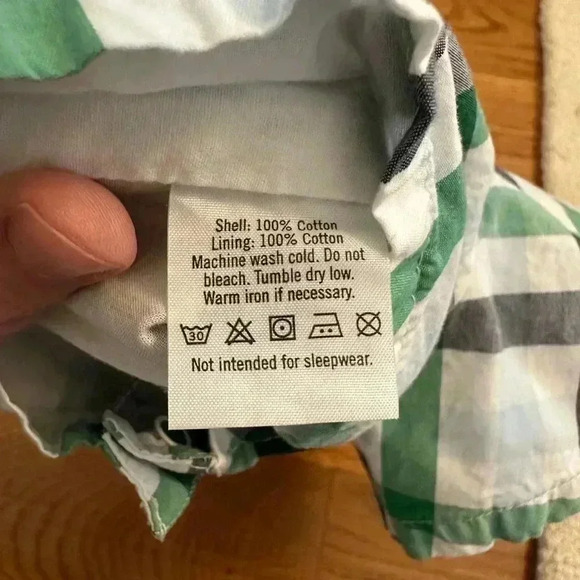 Shell: 100% Cotton
Lining: 100% Cotton
Machine wash cold. Do not
bleach. Tumble dry low.
Warm iron if necessary.
30
Not intended for sleepwear.